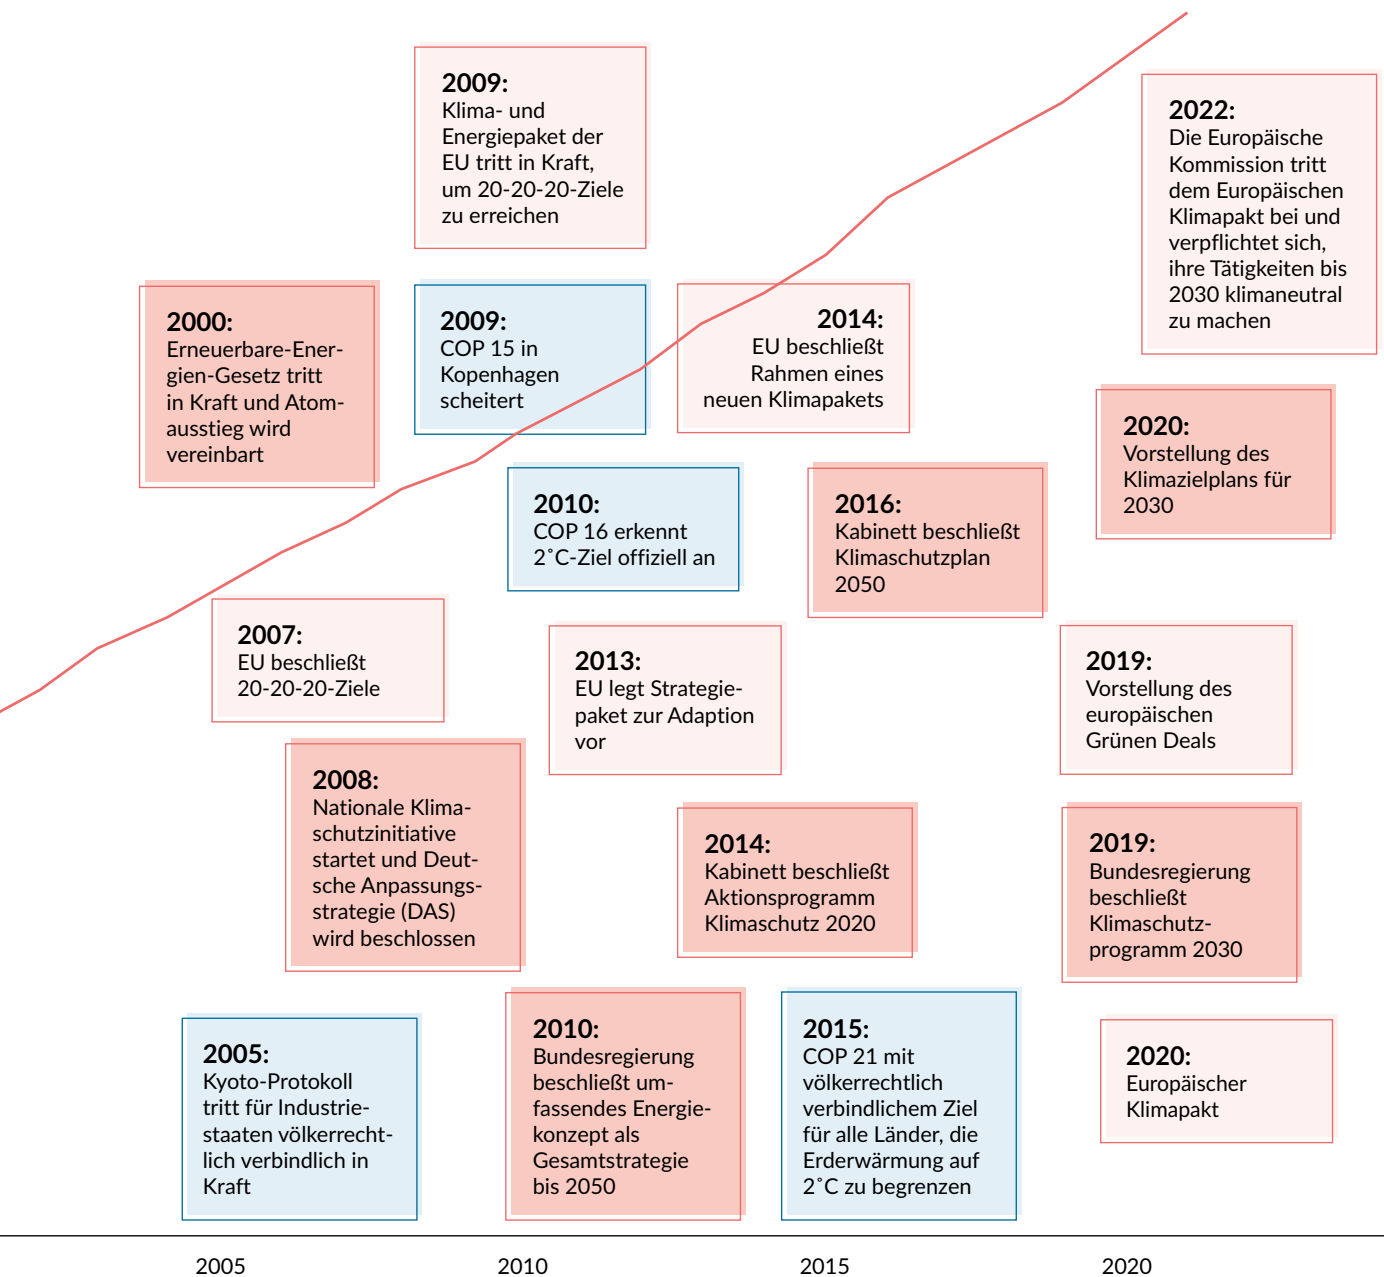 2009:
Klima- und
Energiepaket der
EU tritt in Kraft,
um 20-20-20-Ziele
zu erreichen
2022:
Die Europäische
Kommission tritt
dem Europäischen
Klimapakt bei und
verpflichtet sich,
ihre Tätigkeiten bis
2030 klimaneutral
zu machen
2000:
Erneuerbare-Ener-
gien-Gesetz tritt
in Kraft und Atom-
ausstieg wird
vereinbart
2009:
COP 15 in
Kopenhagen
scheitert
2014:
EU beschließt
Rahmen eines
neuen Klimapakets
2020:
Vorstellung des
Klimazielplans für
2030
2010:
COP 16 erkennt
2˚C-Ziel offiziell an
2016:
Kabinett beschließt
Klimaschutzplan
2050
2007:
EU beschließt
20-20-20-Ziele
2013:
EU legt Strategie-
paket zur Adaption
vor
2019:
Vorstellung des
europäischen
Grünen Deals
2008:
Nationale Klima-
schutzinitiative
startet und Deut-
sche Anpassungs-
strategie (DAS)
wird beschlossen
2014:
Kabinett beschließt
Aktionsprogramm
Klimaschutz 2020
2019:
Bundesregierung
beschließt
Klimaschutz-
programm 2030
2005:
Kyoto-Protokoll
tritt für Industrie-
staaten völkerrecht-
lich verbindlich in
Kraft
2010:
Bundesregierung
beschließt um-
fassendes Energie-
konzept als
Gesamtstrategie
bis 2050
2015:
COP 21 mit
völkerrechtlich
verbindlichem Ziel
für alle Länder, die
Erderwärmung auf
2˚C zu begrenzen
2020:
Europäischer
Klimapakt
2005
2010
2015
2020